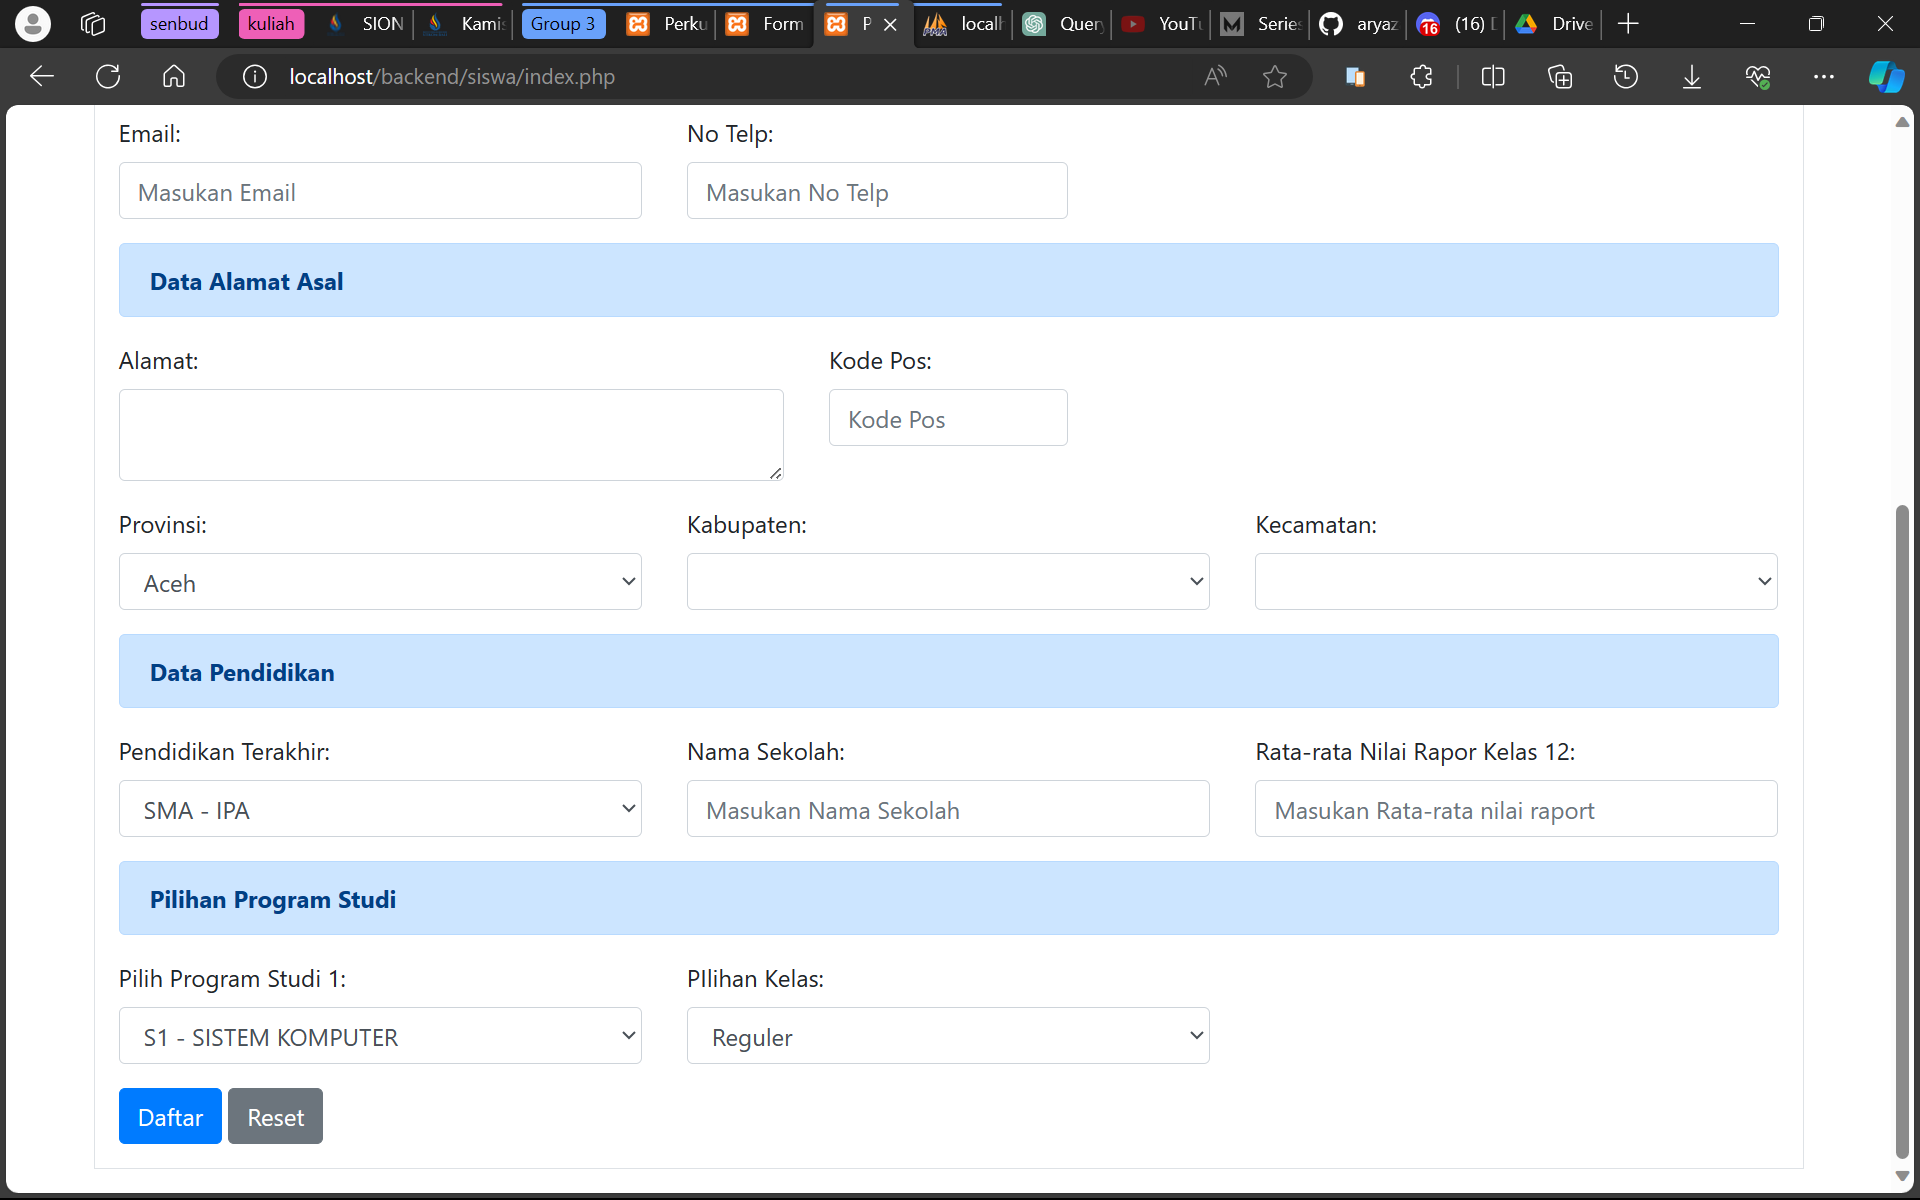 senbud kuliah SION Kamis Group 3 Perku Form P localh Query YouTu Series aryaz (16) D Drive
localhost/backend/siswa/index.php
Email: No Telp:
Masukan Email Masukan No Telp
Data Alamat Asal
Alamat: Kode Pos:
Kode Pos
Provinsi: Kabupaten: Kecamatan:
Aceh
Data Pendidikan
Pendidikan Terakhir: Nama Sekolah: Rata-rata Nilai Rapor Kelas 12:
SMA - IPA Masukan Nama Sekolah Masukan Rata-rata nilai raport
Pilihan Program Studi
Pilih Program Studi 1: PIlihan Kelas:
S1 - SISTEM KOMPUTER Reguler
Daftar Reset